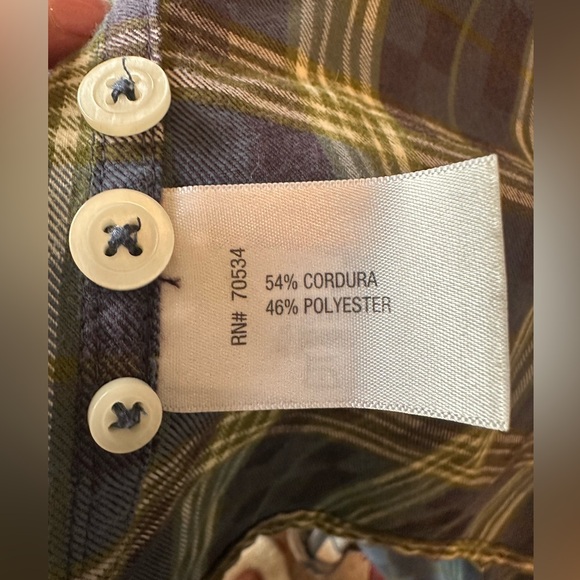 RN# 70534
54% CORDURA
46% POLYESTER